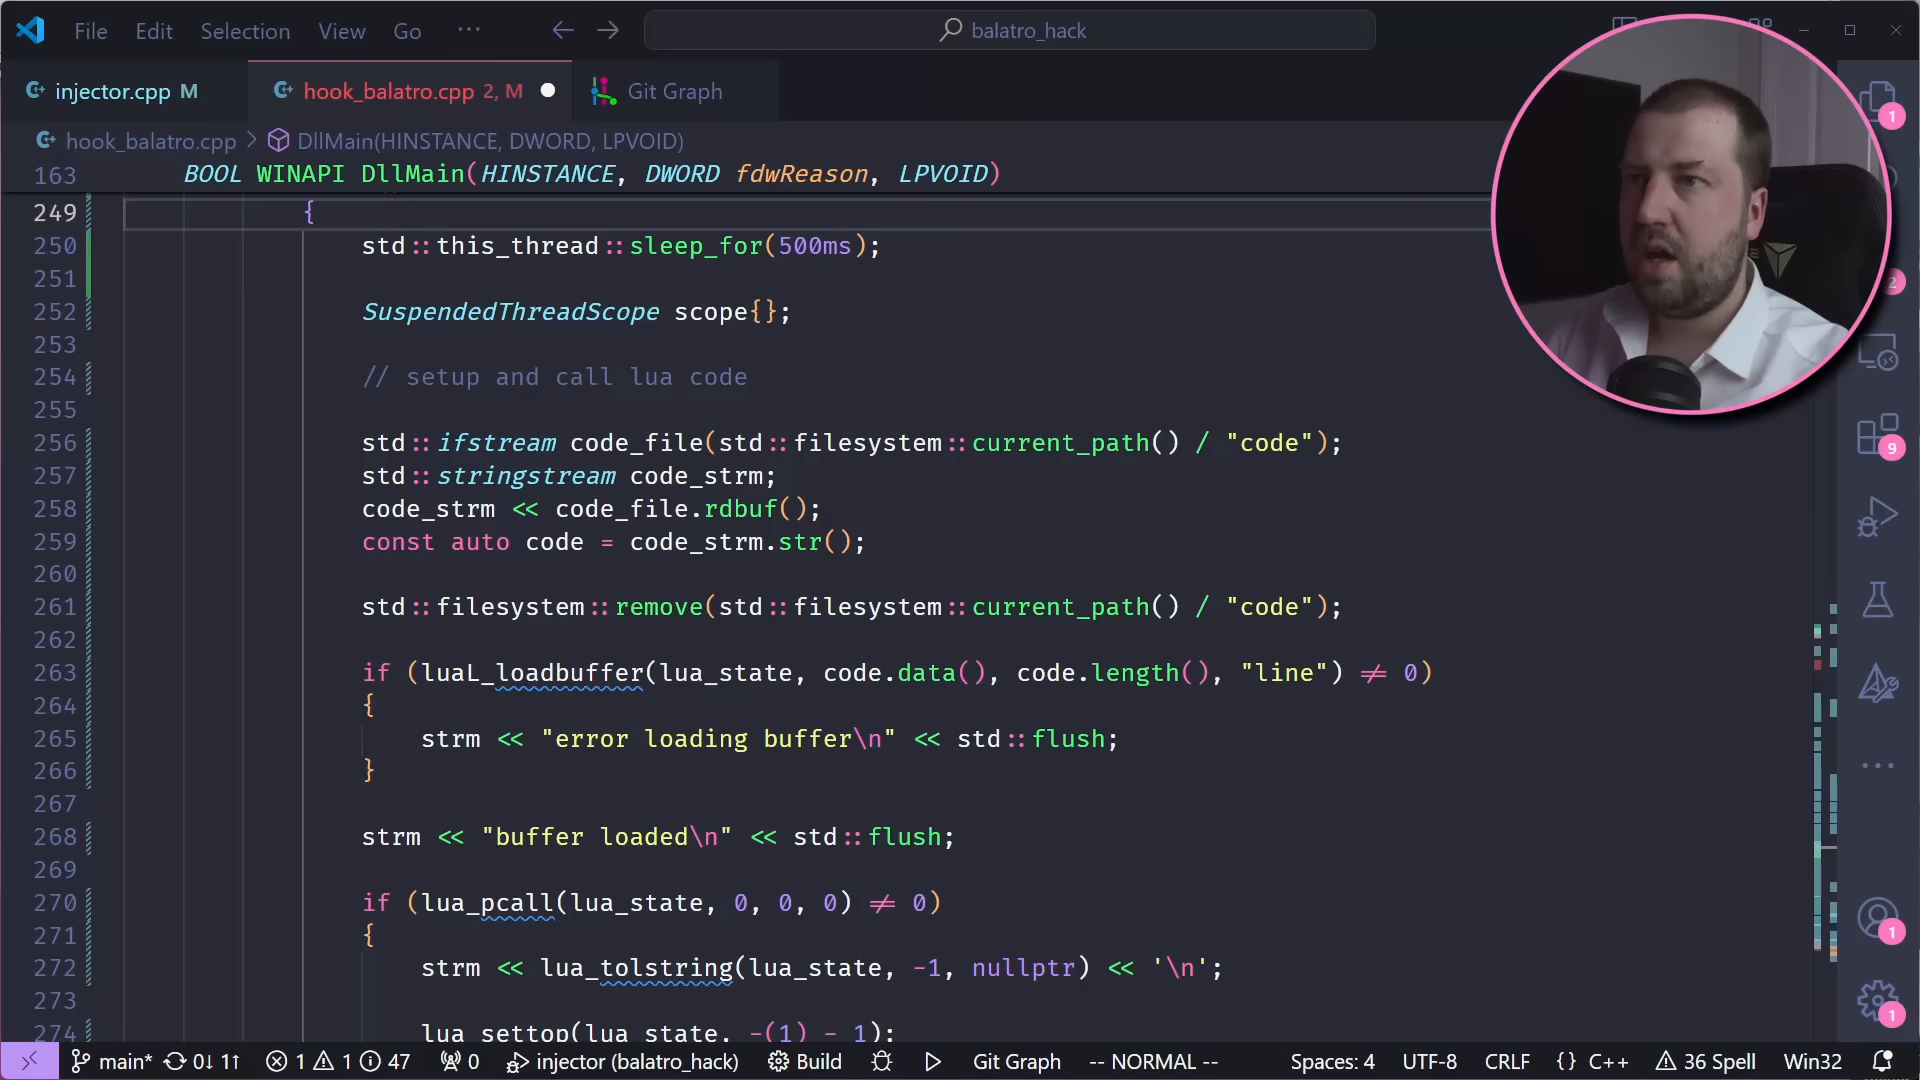 File Edit Selection View Go ··· balatro_hack
injector.cpp M hook_balatro.cpp 2, M Git Graph
hook_balatro.cpp > DllMain(HINSTANCE, DWORD, LPVOID)
163 BOOL WINAPI DllMain(HINSTANCE, DWORD fdwReason, LPVOID)
249 {
250 std::this_thread::sleep_for(500ms);
251
252 SuspendedThreadScope scope{};
253
254 // setup and call lua code
255
256 std::ifstream code_file(std::filesystem::current_path() / "code");
257 std::stringstream code_strm;
258 code_strm << code_file.rdbuf();
259 const auto code = code_strm.str();
260
261 std::filesystem::remove(std::filesystem::current_path() / "code");
262
263 if (luaL_loadbuffer(lua_state, code.data(), code.length(), "line") != 0)
264 {
265 strm << "error loading buffer\n" << std::flush;
266 }
267
268 strm << "buffer loaded\n" << std::flush;
269
270 if (lua_pcall(lua_state, 0, 0, 0) != 0)
271 {
272 strm << lua_tolstring(lua_state, -1, nullptr) << '\n';
273
274 lua_settop(lua_state, -(1) - 1);
1
2
9
1
1
main* 0↓ 1↑ 1 1 47 0 injector (balatro_hack) Build Git Graph -- NORMAL -- Spaces: 4 UTF-8 CRLF {} C++ 36 Spell Win32